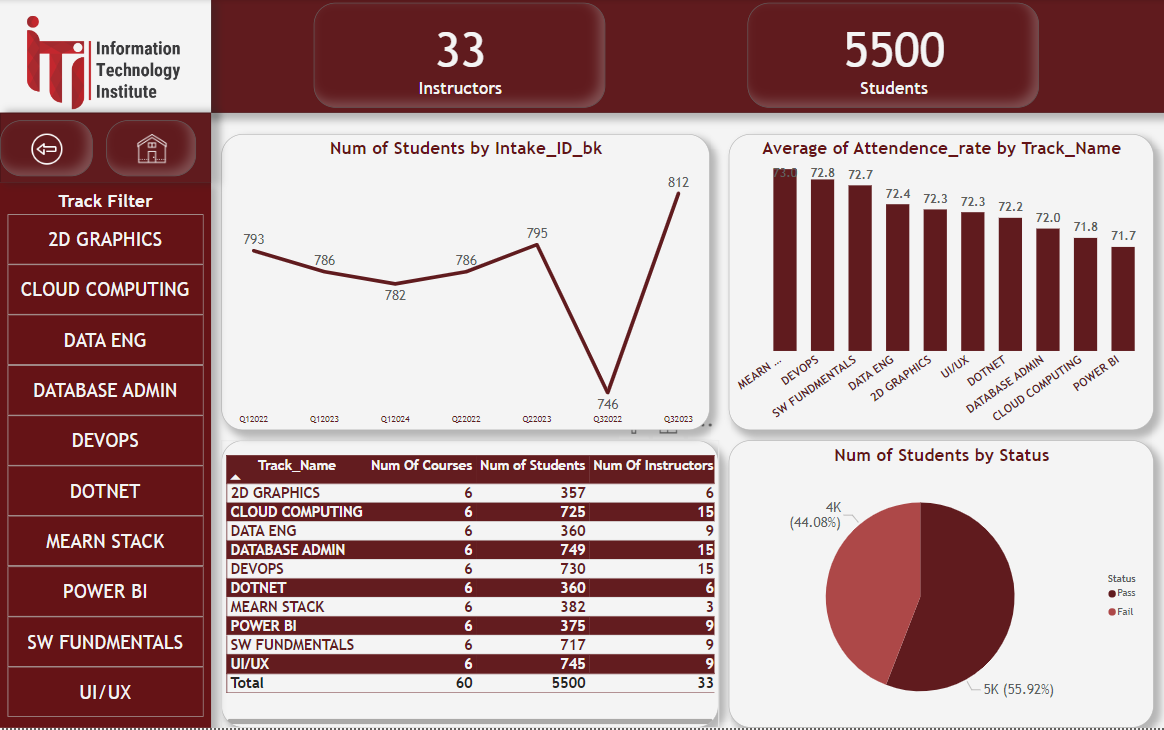 Information
Technology
Institute
33
Instructors
5500
Students
Track Filter
2D GRAPHICS
CLOUD COMPUTING
DATA ENG
DATABASE ADMIN
DEVOPS
DOTNET
MEARN STACK
POWER BI
SW FUNDMENTALS
UI/UX
Num of Students by Intake_ID_bk
793
786
782
786
795
746
812
Q12022
Q12023
Q12024
Q22022
Q22023
Q32022
Q32023
Average of Attendence_rate by Track_Name
73.0
72.8
72.7
72.4
72.3
72.3
72.2
72.0
71.8
71.7
MEARN ...
DEVOPS
SW FUNDMENTALS
DATA ENG
2D GRAPHICS
UI/UX
DOTNET
DATABASE ADMIN
CLOUD COMPUTING
POWER BI
Track_Name Num Of Courses Num of Students Num Of Instructors
2D GRAPHICS 6 357 6
CLOUD COMPUTING 6 725 15
DATA ENG 6 360 9
DATABASE ADMIN 6 749 15
DEVOPS 6 730 15
DOTNET 6 360 6
MEARN STACK 6 382 3
POWER BI 6 375 9
SW FUNDMENTALS 6 717 9
UI/UX 6 745 9
Total 60 5500 33
Num of Students by Status
4K
(44.08%)
5K (55.92%)
Status
Pass
Fail